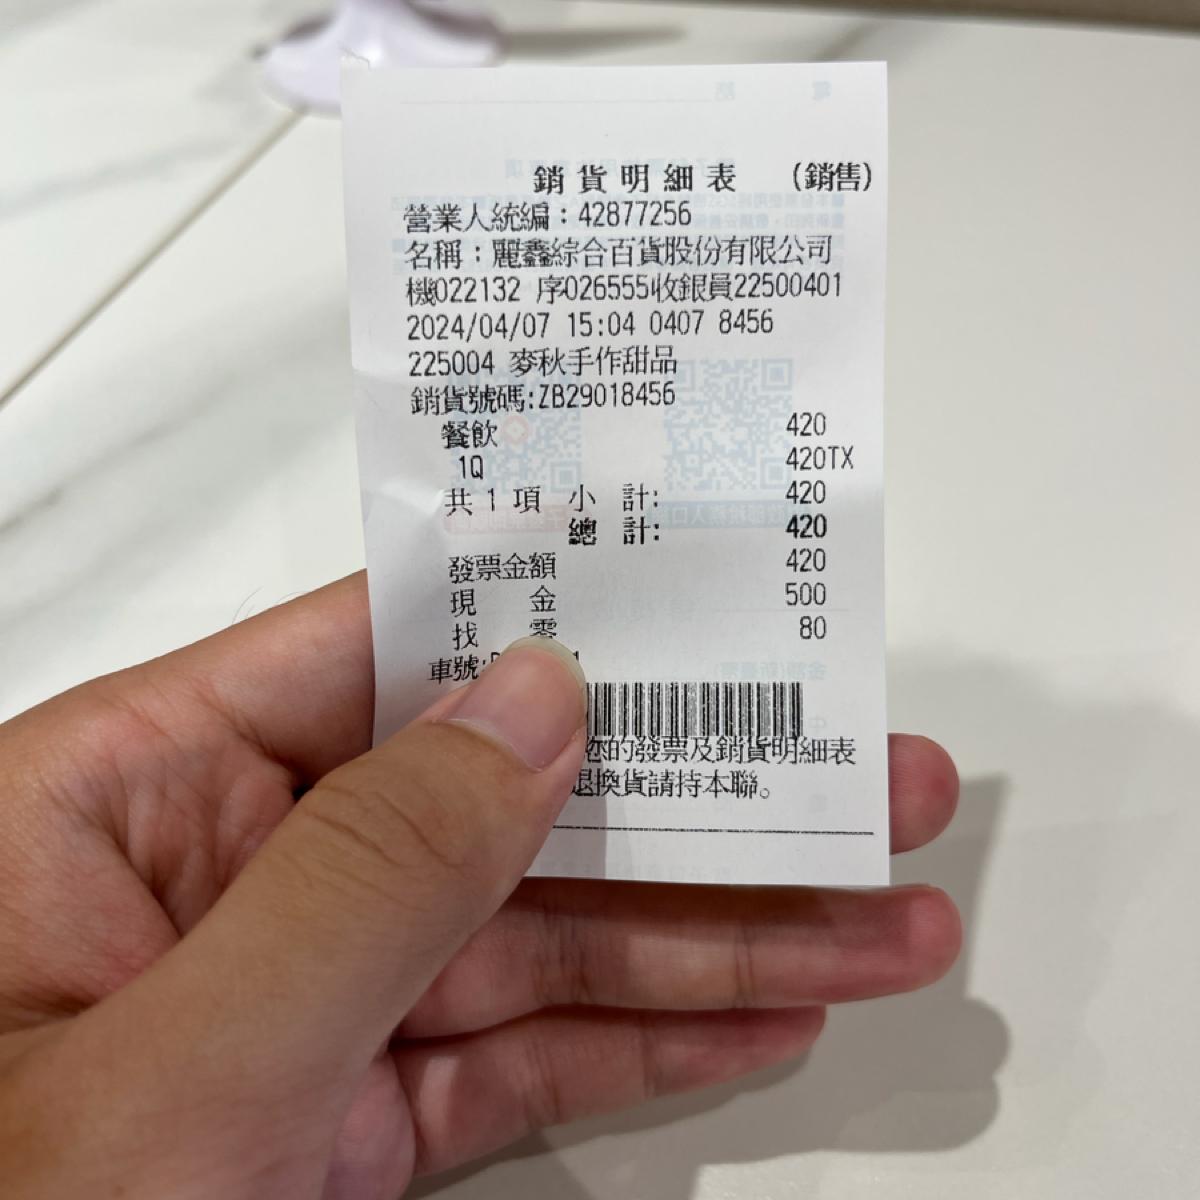 銷貨明細表 (銷售)
營業人統編:42877256
名稱:麗鑫綜合百貨股份有限公司
機022132 序026555收銀員22500401
2024/04/07 15:04 0407 8456
225004 麥秋手作甜品
銷貨號碼:ZB29018456
餐飲 420
1Q 420TX
共 1 項 小 計: 420
總 計: 420
發票金額 420
現 金 500
找 零 80
車號:
您的發票及銷貨明細表
退換貨請持本聯。